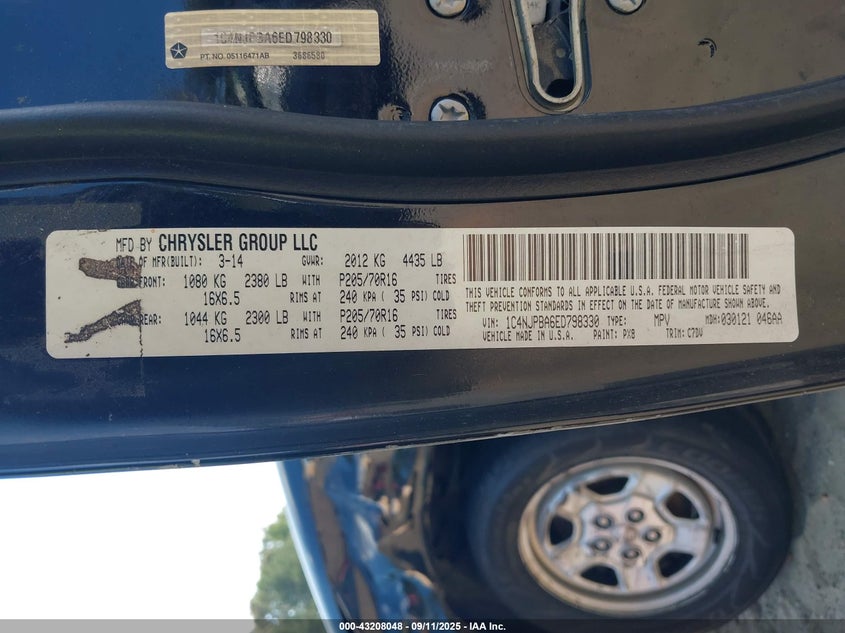 1C4NJPBA6ED798330
PT. NO. 05116471AB 3686580
MFD BY CHRYSLER GROUP LLC
OF MFR(BUILT): 3-14 GVWR: 2012 KG 4435 LB
FRONT: 1080 KG 2380 LB WITH P205/70R16 TIRES
16X6.5 RIMS AT 240 KPA ( 35 PSI) COLD
REAR: 1044 KG 2300 LB WITH P205/70R16 TIRES
16X6.5 RIMS AT 240 KPA ( 35 PSI) COLD
THIS VEHICLE CONFORMS TO ALL APPLICABLE U.S.A. FEDERAL MOTOR VEHICLE SAFETY AND
THEFT PREVENTION STANDARDS IN EFFECT ON THE DATE OF MANUFACTURE SHOWN ABOVE.
VIN: 1C4NJPBA6ED798330 TYPE: MPV MDH: 030121 048AA
VEHICLE MADE IN U.S.A. PAINT: PX8 TRIM: C7DV
000-43208048 - 09/11/2025 - IAA Inc.